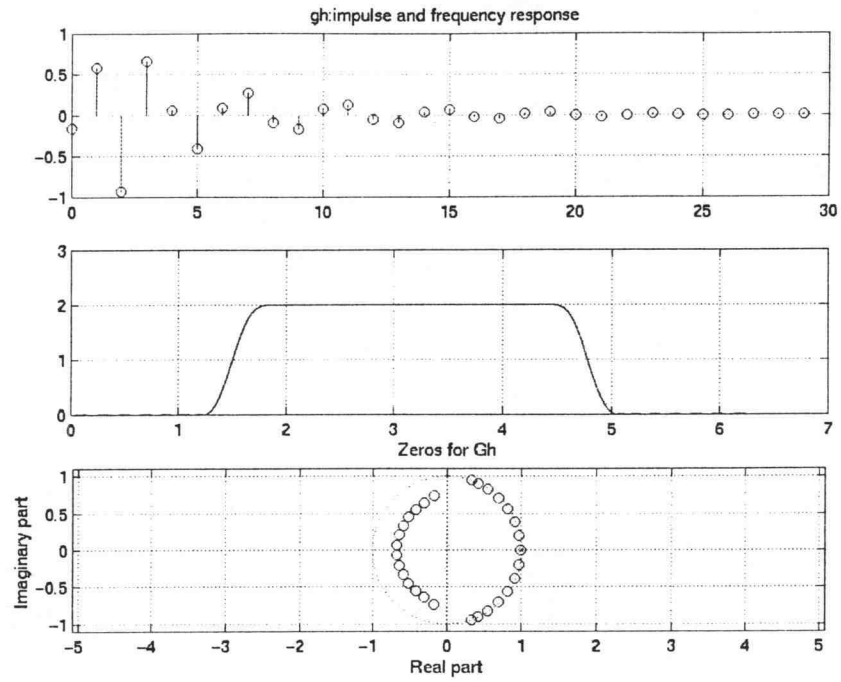 gh:impulse and frequency response
1
0.5
0
−0.5
−1
0 5 10 15 20 25 30
3
2
1
0
0 1 2 3 4 5 6 7
Zeros for Gh
Imaginary part
1
0.5
0
−0.5
−1
−5 −4 −3 −2 −1 0 1 2 3 4 5
Real part